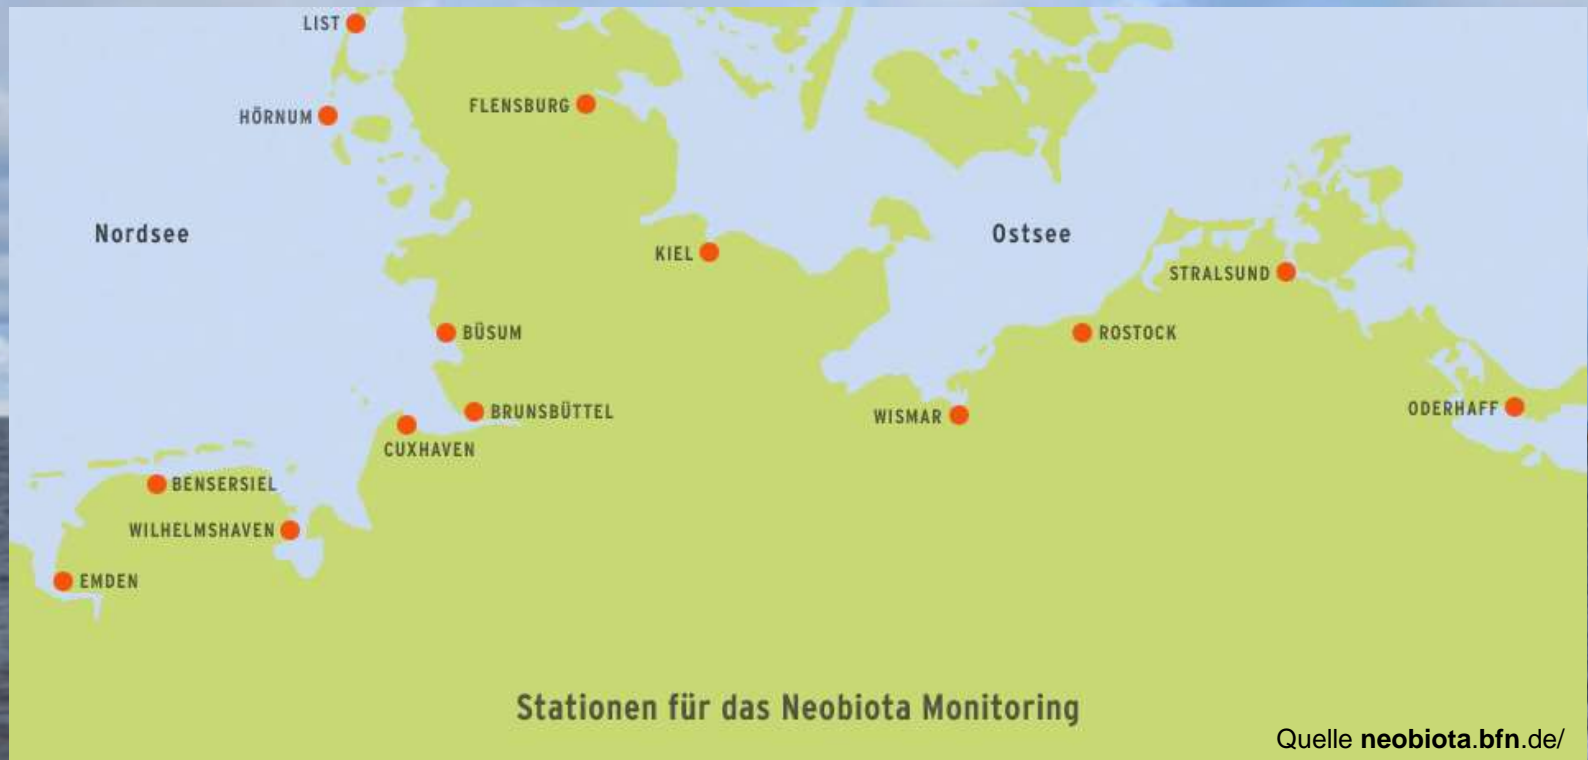 LIST
HÖRNUM
FLENSBURG
Nordsee
Ostsee
KIEL
STRALSUND
BÜSUM
ROSTOCK
BRUNSBÜTTEL
WISMAR
ODERHAFF
CUXHAVEN
BENSERSIEL
WILHELMSHAVEN
EMDEN
Stationen für das Neobiota Monitoring
Quelle neobiota.bfn.de/